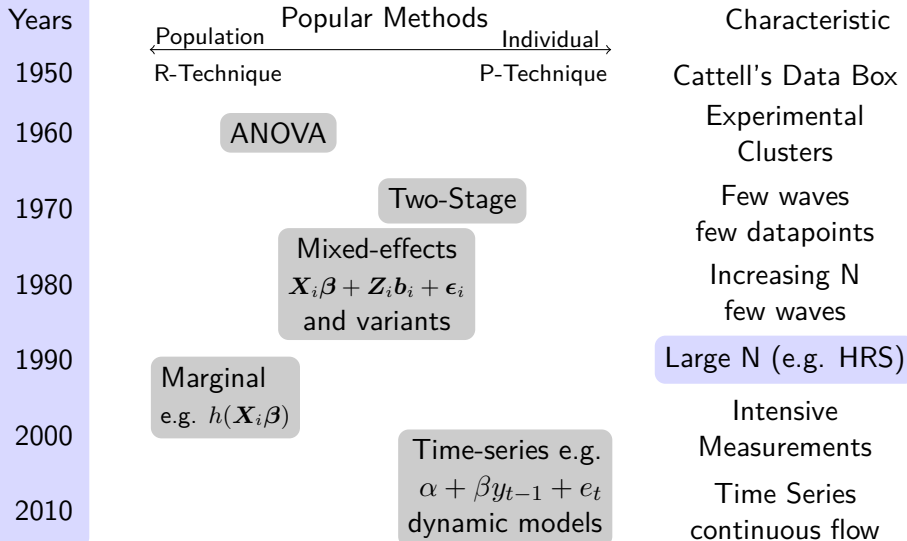 Years
Popular Methods
Characteristic
Population
Individual
1950
R-Technique
P-Technique
Cattell's Data Box
1960
ANOVA
Experimental
Clusters
1970
Two-Stage
Few waves
few datapoints
1980
Mixed-effects
X_iβ + Z_ib_i + ϵ_i
and variants
Increasing N
few waves
1990
Large N (e.g. HRS)
Marginal
e.g. h(X_iβ)
2000
Intensive
Measurements
Time-series e.g.
α + βy_{t−1} + e_t
dynamic models
2010
Time Series
continuous flow